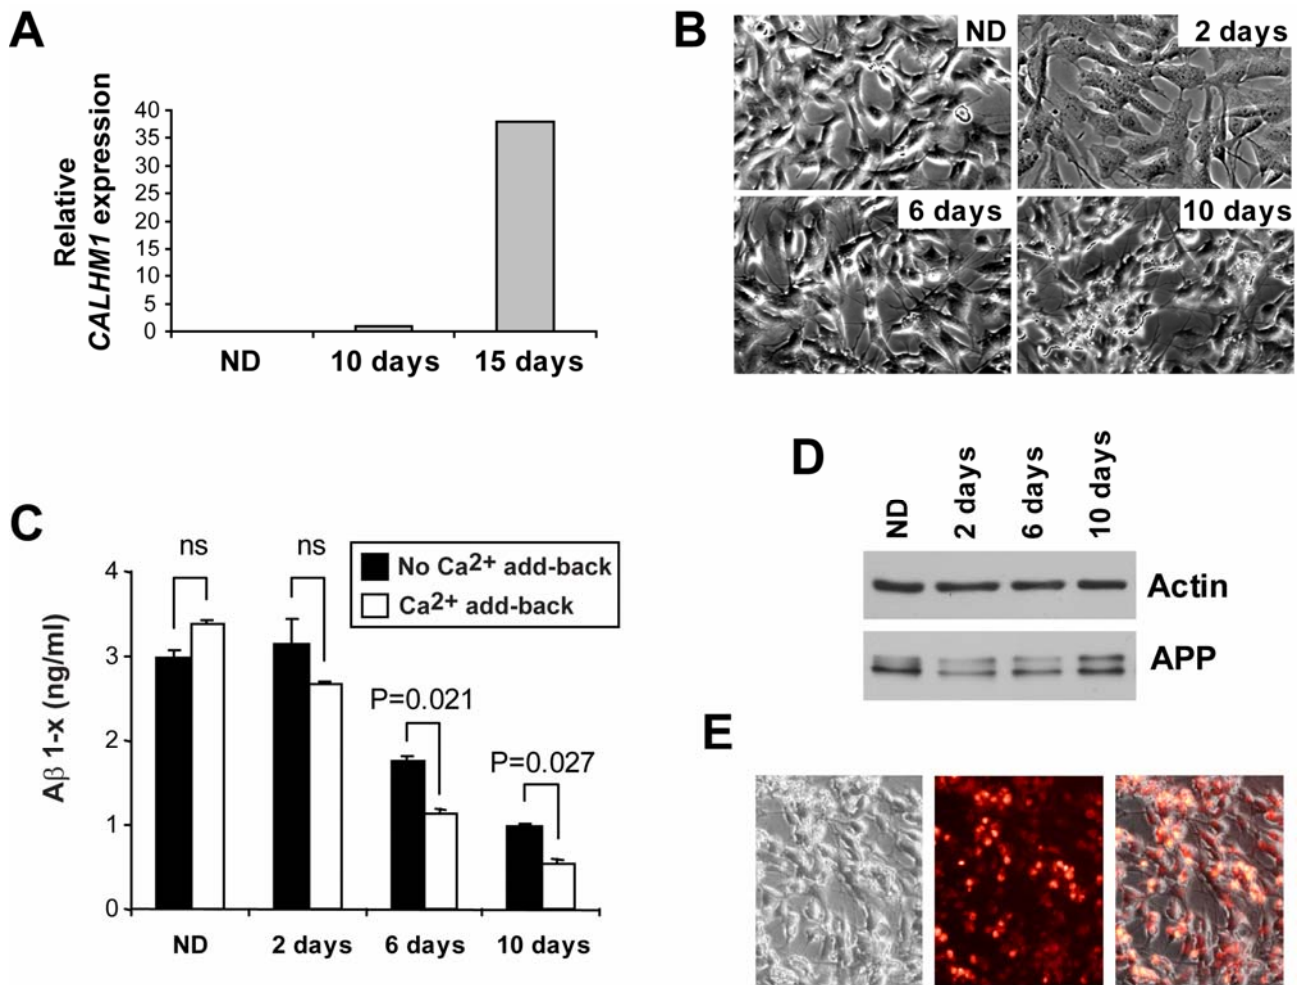 A
Relative
CALHM1 expression
40
35
30
25
20
15
10
5
0
ND
10 days
15 days
B
ND
2 days
6 days
10 days
C
Aβ 1-x (ng/ml)
4
3
2
1
0
ns
ns
P=0.021
P=0.027
No Ca2+ add-back
Ca2+ add-back
ND
2 days
6 days
10 days
D
ND
2 days
6 days
10 days
Actin
APP
E